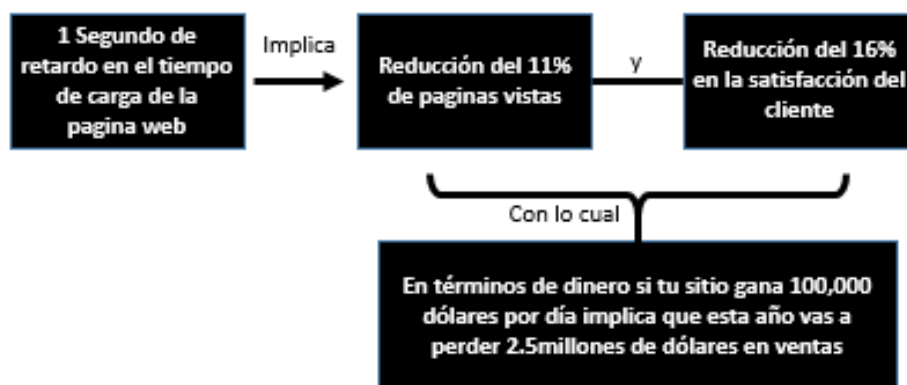 1 Segundo de
retardo en el tiempo
de carga de la
pagina web
Implica
Reducción del 11%
de paginas vistas
y
Reducción del 16%
en la satisfacción del
cliente
Con lo cual
En términos de dinero si tu sitio gana 100,000
dólares por día implica que esta año vas a
perder 2.5millones de dólares en ventas